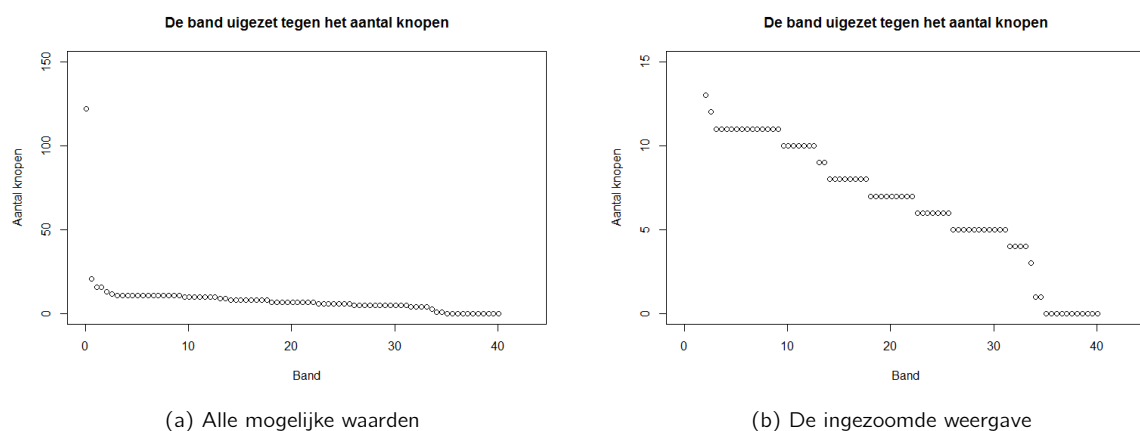 De band uigezet tegen het aantal knopen
150
100
50
0
Aantal knopen
0 10 20 30 40
Band
(a) Alle mogelijke waarden
De band uigezet tegen het aantal knopen
15
10
5
0
Aantal knopen
0 10 20 30 40
Band
(b) De ingezoomde weergave